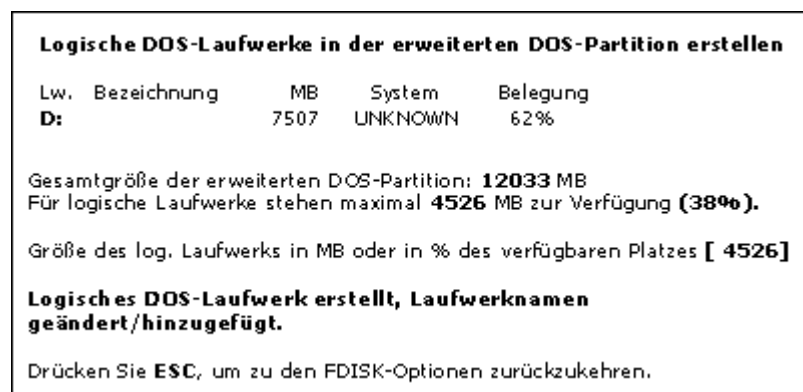 Logische DOS-Laufwerke in der erweiterten DOS-Partition erstellen
Lw. Bezeichnung MB System Belegung
D: 7507 UNKNOWN 62%
Gesamtgröße der erweiterten DOS-Partition: 12033 MB
Für logische Laufwerke stehen maximal 4526 MB zur Verfügung (38%).
Größe des log. Laufwerks in MB oder in % des verfügbaren Platzes [ 4526]
Logisches DOS-Laufwerk erstellt, Laufwerknamen
geändert/hinzugefügt.
Drücken Sie ESC, um zu den FDISK-Optionen zurückzukehren.